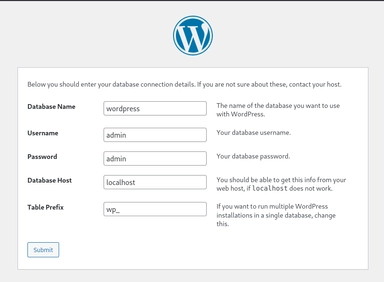 Below you should enter your database connection details. If you are not sure about these, contact your host.
Database Name
wordpress
The name of the database you want to use
with WordPress.
Username
admin
Your database username.
Password
admin
Your database password.
Database Host
localhost
You should be able to get this info from your
web host, if localhost does not work.
Table Prefix
wp_
If you want to run multiple WordPress
installations in a single database, change
this.
Submit